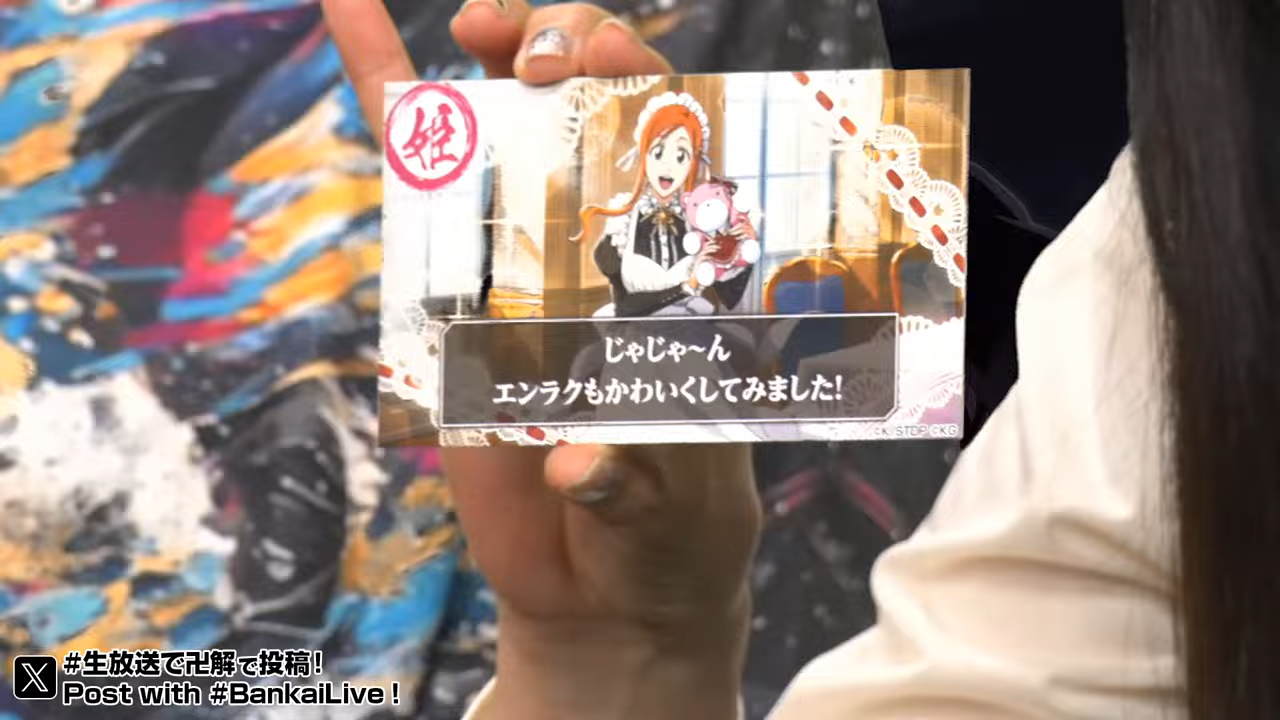 姫
じゃじゃ~ん
エンラクもかわいくしてみました!
©K, STDP ©KG
X #生放送で卍解で投稿!
Post with #BankaiLive !